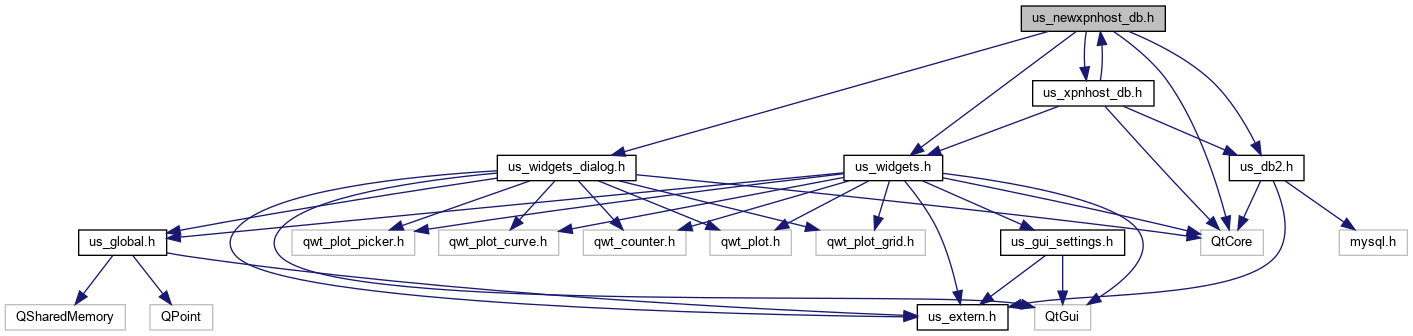 us_newxpnhost_db.h
us_xpnhost_db.h
us_widgets_dialog.h
us_widgets.h
us_db2.h
us_global.h
qwt_plot_picker.h
qwt_plot_curve.h
qwt_counter.h
qwt_plot.h
qwt_plot_grid.h
us_gui_settings.h
QtCore
mysql.h
QSharedMemory
QPoint
us_extern.h
QtGui